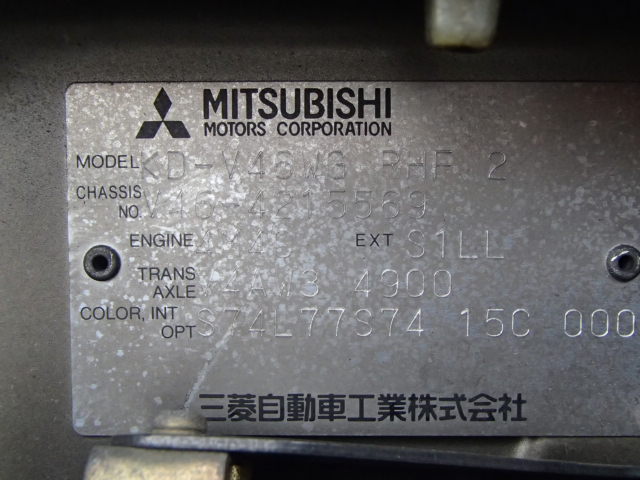 MITSUBISHI
MOTORS CORPORATION
MODEL KD-V46WG RHF 2
CHASSIS NO. V46-4215569
ENGINE EXT S1LL
TRANS AXLE V4AW3 4900
COLOR, INT OPT S74L77S74 15C 000
三菱自動車工業株式会社